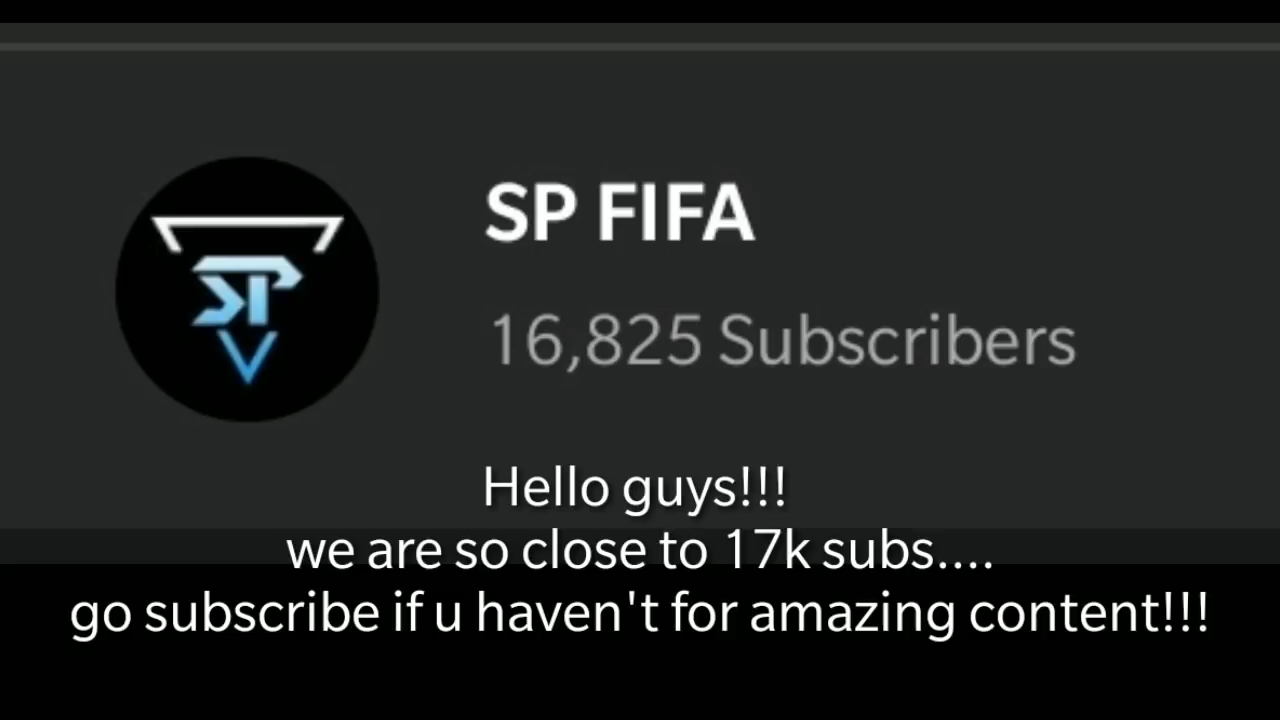 SP
SP FIFA
16,825 Subscribers
Hello guys!!!
we are so close to 17k subs....
go subscribe if u haven't for amazing content!!!